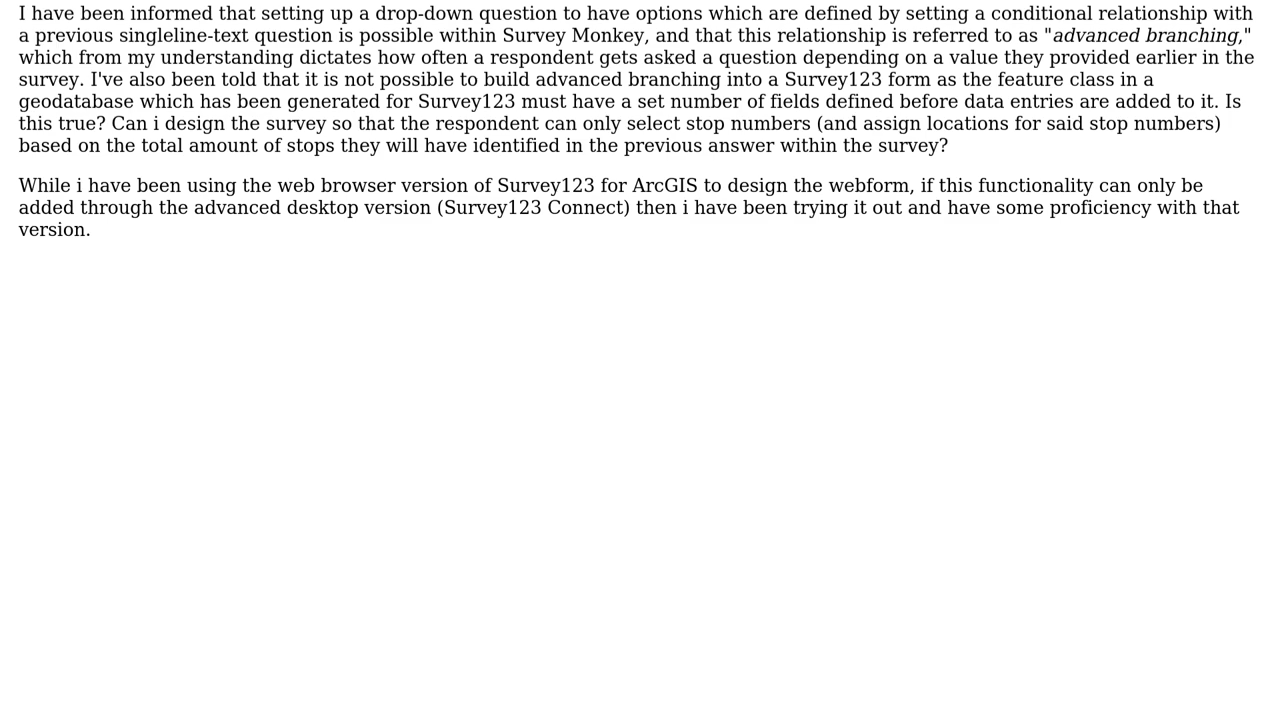 I have been informed that setting up a drop-down question to have options which are defined by setting a conditional relationship with
a previous singleline-text question is possible within Survey Monkey, and that this relationship is referred to as "advanced branching,"
which from my understanding dictates how often a respondent gets asked a question depending on a value they provided earlier in the
survey. I've also been told that it is not possible to build advanced branching into a Survey123 form as the feature class in a
geodatabase which has been generated for Survey123 must have a set number of fields defined before data entries are added to it. Is
this true? Can i design the survey so that the respondent can only select stop numbers (and assign locations for said stop numbers)
based on the total amount of stops they will have identified in the previous answer within the survey?
While i have been using the web browser version of Survey123 for ArcGIS to design the webform, if this functionality can only be
added through the advanced desktop version (Survey123 Connect) then i have been trying it out and have some proficiency with that
version.